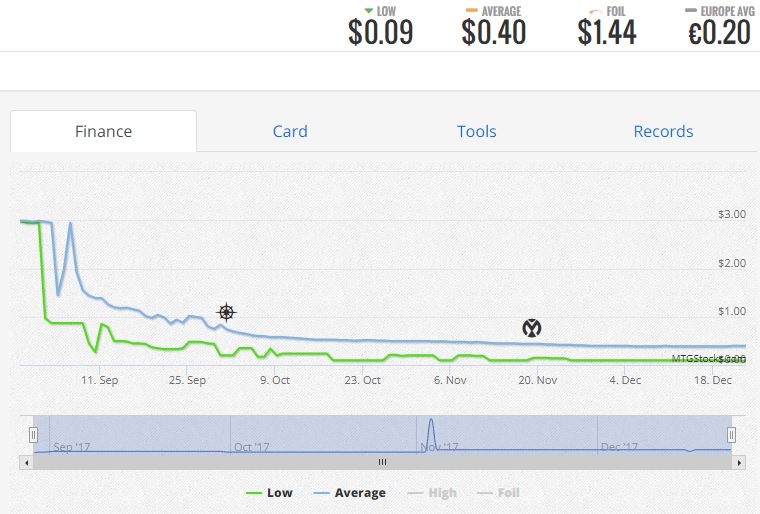 LOW AVERAGE FOIL EUROPE AVG
$0.09 $0.40 $1.44 €0.20
Finance Card Tools Records
$3.00
$2.00
$1.00
MTGStocks $0.00
11. Sep 25. Sep 9. Oct 23. Oct 6. Nov 20. Nov 4. Dec 18. Dec
Sep '17 Oct '17 Nov '17 Dec '17
Low Average High Foil